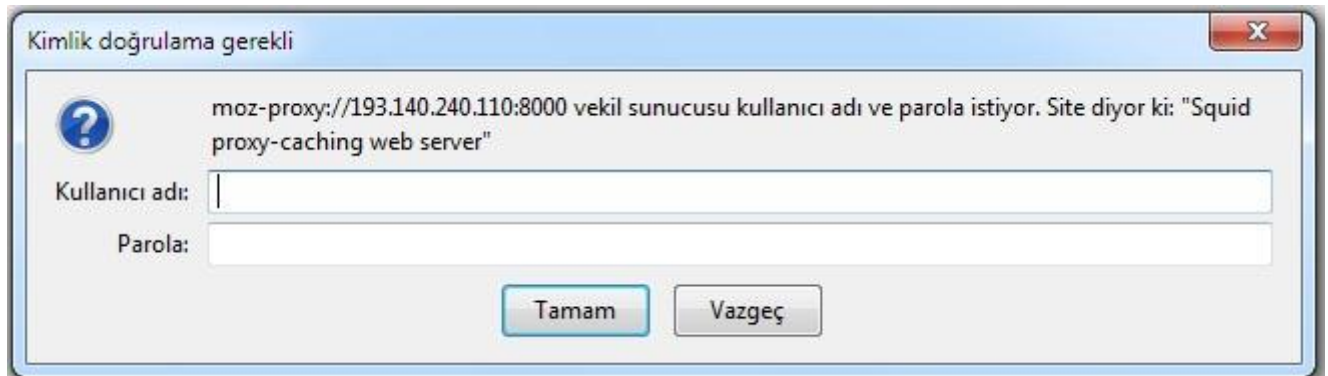 Kimlik doğrulama gerekli
moz-proxy://193.140.240.110:8000 vekil sunucusu kullanıcı adı ve parola istiyor. Site diyor ki: "Squid
proxy-caching web server"
Kullanıcı adı:
Parola:
Tamam Vazgeç